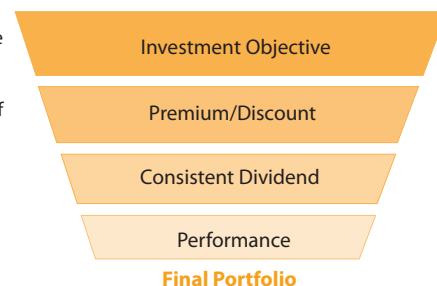 Investment Objective
Premium/Discount
Consistent Dividend
Performance
Final Portfolio